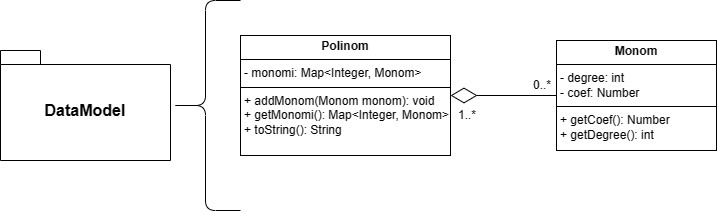 DataModel
Polinom
- monomi: Map<Integer, Monom>
+ addMonom(Monom monom): void
+ getMonomi(): Map<Integer, Monom>
+ toString(): String
1..*
0..*
Monom
- degree: int
- coef: Number
+ getCoef(): Number
+ getDegree(): int